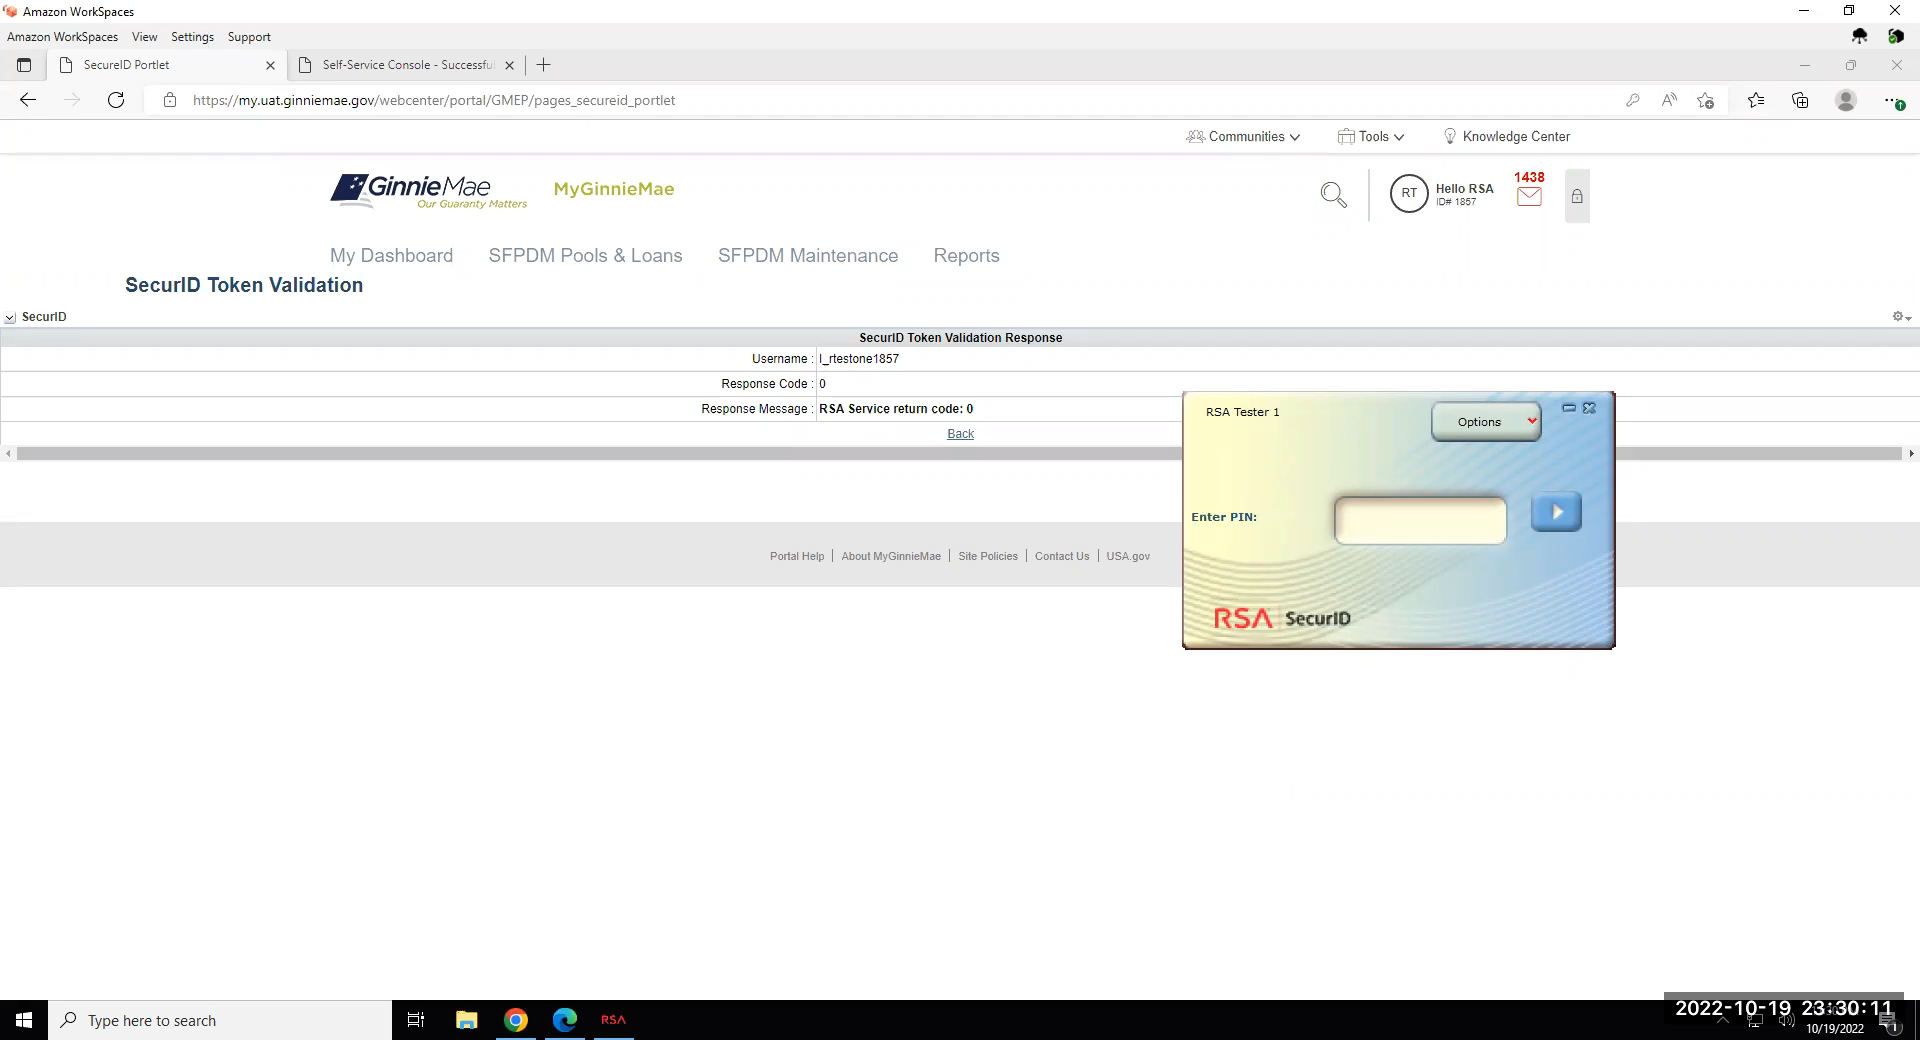 Amazon WorkSpaces
Amazon WorkSpaces View Settings Support
SecureID Portlet
Self-Service Console - Successfu
https://my.uat.ginniemae.gov/webcenter/portal/GMEP/pages_secureid_portlet
Communities Tools Knowledge Center
GinnieMae
Our Guaranty Matters
MyGinnieMae
RT
Hello RSA
ID# 1857
1438
My Dashboard SFPDM Pools & Loans SFPDM Maintenance Reports
SecurID Token Validation
SecurID
SecurID Token Validation Response
Username : I_rtestone1857
Response Code : 0
Response Message : RSA Service return code: 0
Back
RSA Tester 1
Options
Enter PIN:
RSA SecurID
Portal Help About MyGinnieMae Site Policies Contact Us USA.gov
Type here to search
RSA
2022-10-19 23:30:11
10/19/2022
1